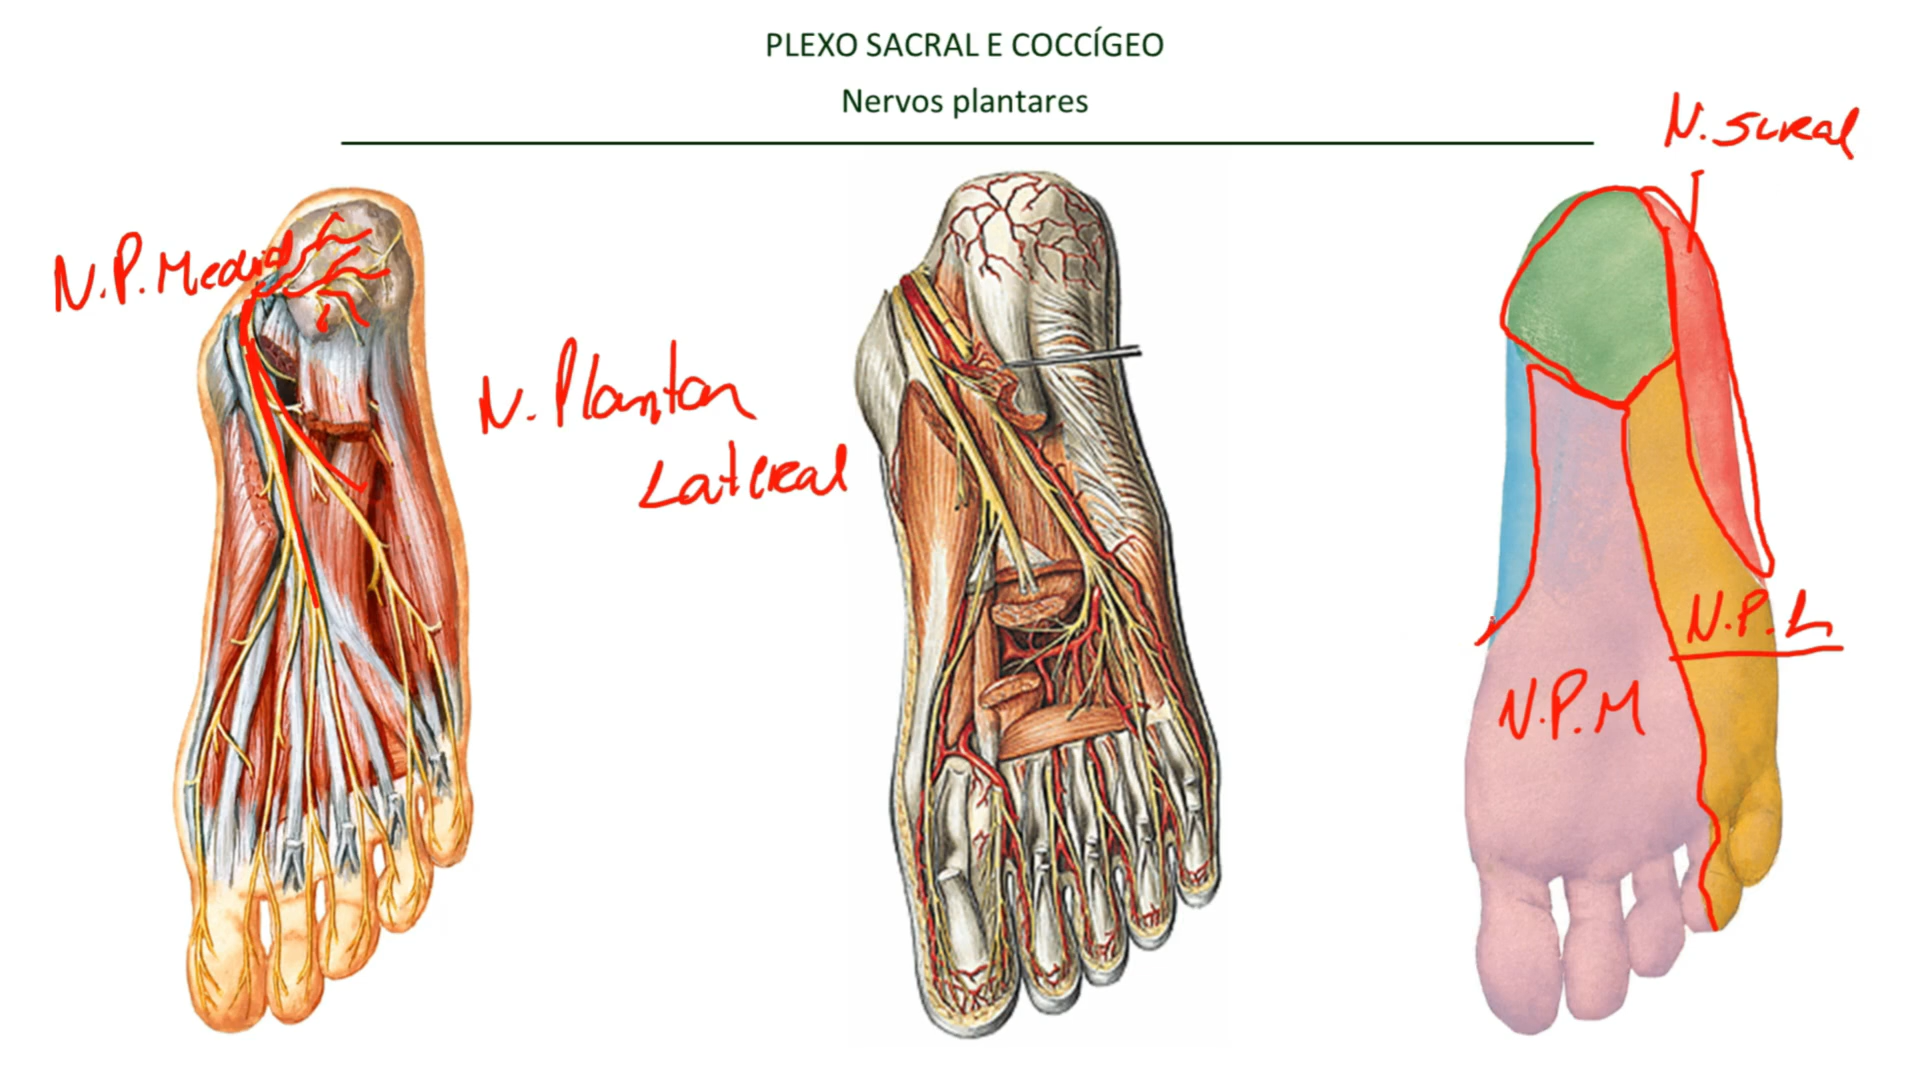 PLEXO SACRAL E COCCÍGEO
Nervos plantares
N. sural
N.P. Medial
N. Plantar
Lateral
N.P.L
N.P.M